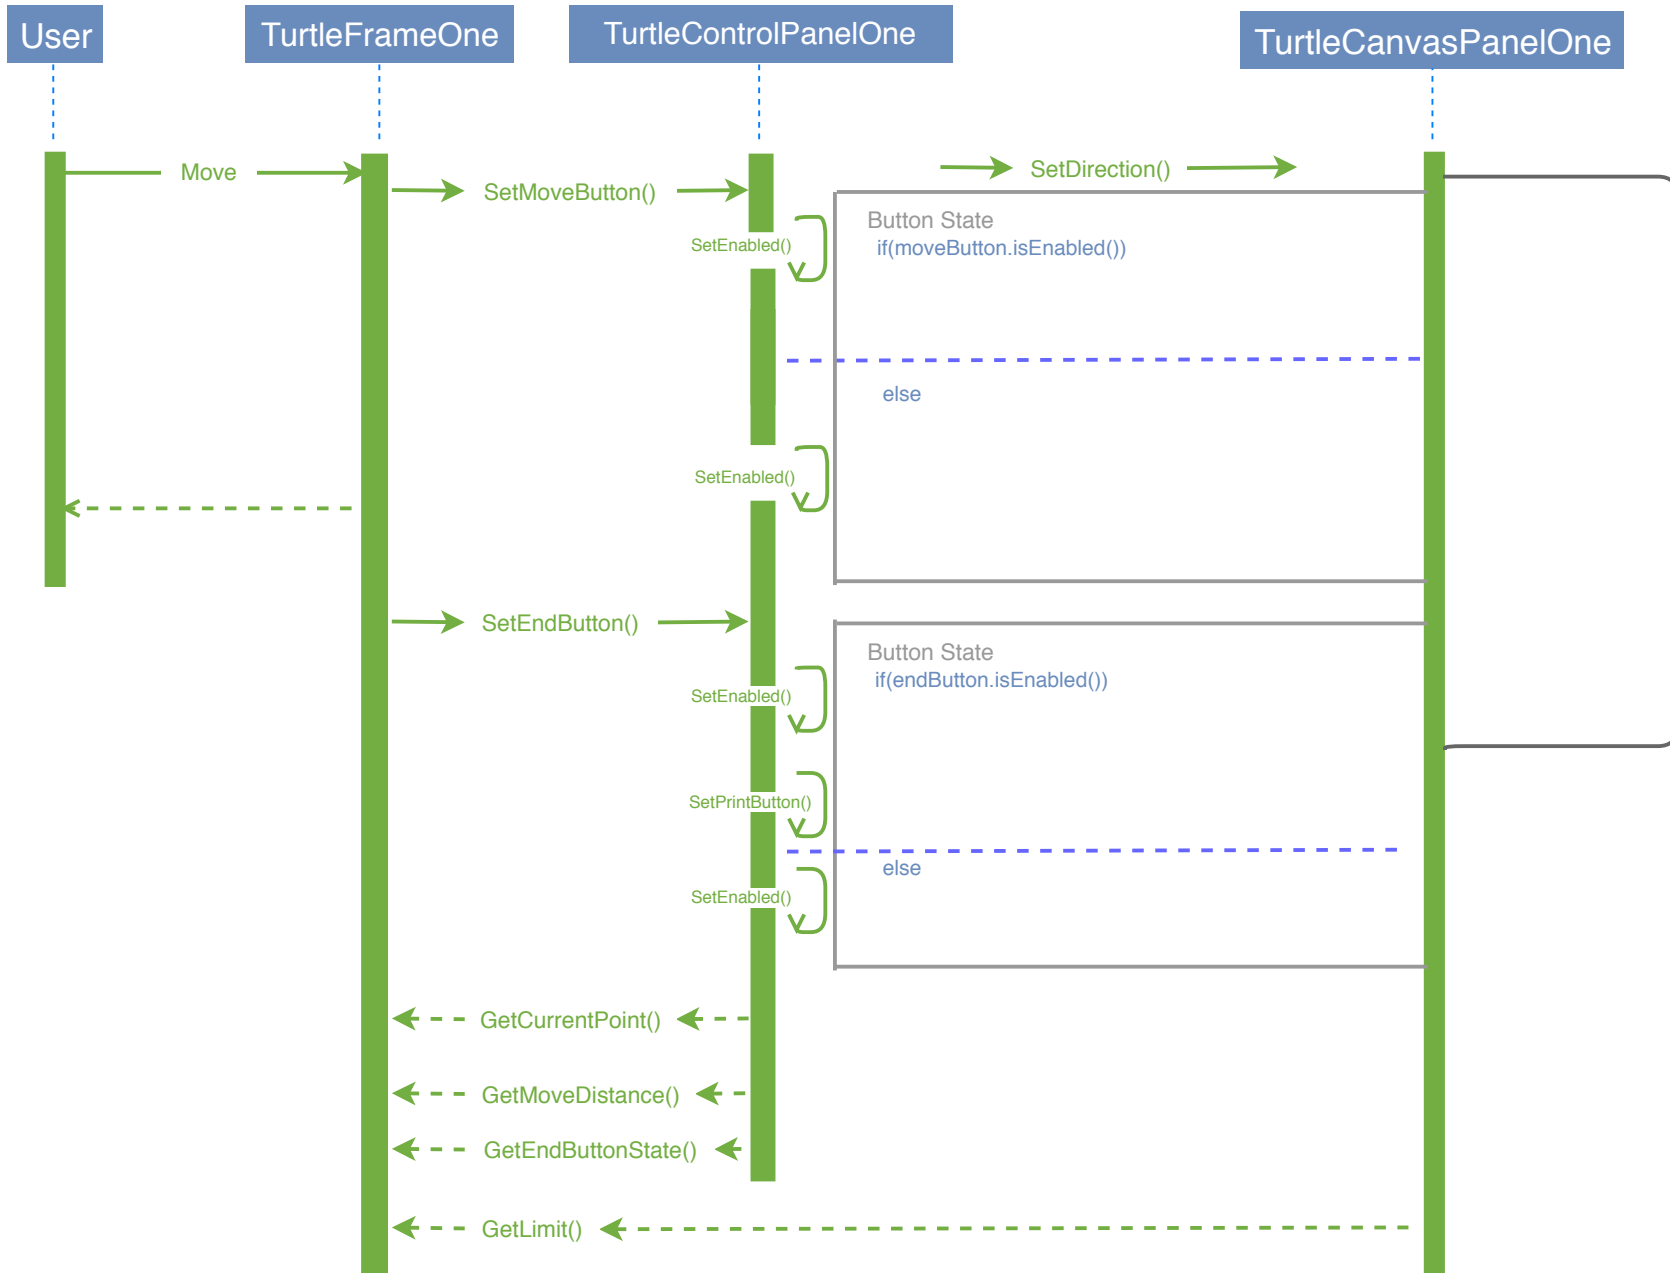 User
TurtleFrameOne
TurtleControlPanelOne
TurtleCanvasPanelOne
Move
SetMoveButton()
SetDirection()
Button State
if(moveButton.isEnabled())
SetEnabled()
else
SetEnabled()
SetEndButton()
Button State
if(endButton.isEnabled())
SetEnabled()
SetPrintButton()
else
SetEnabled()
GetCurrentPoint()
GetMoveDistance()
GetEndButtonState()
GetLimit()